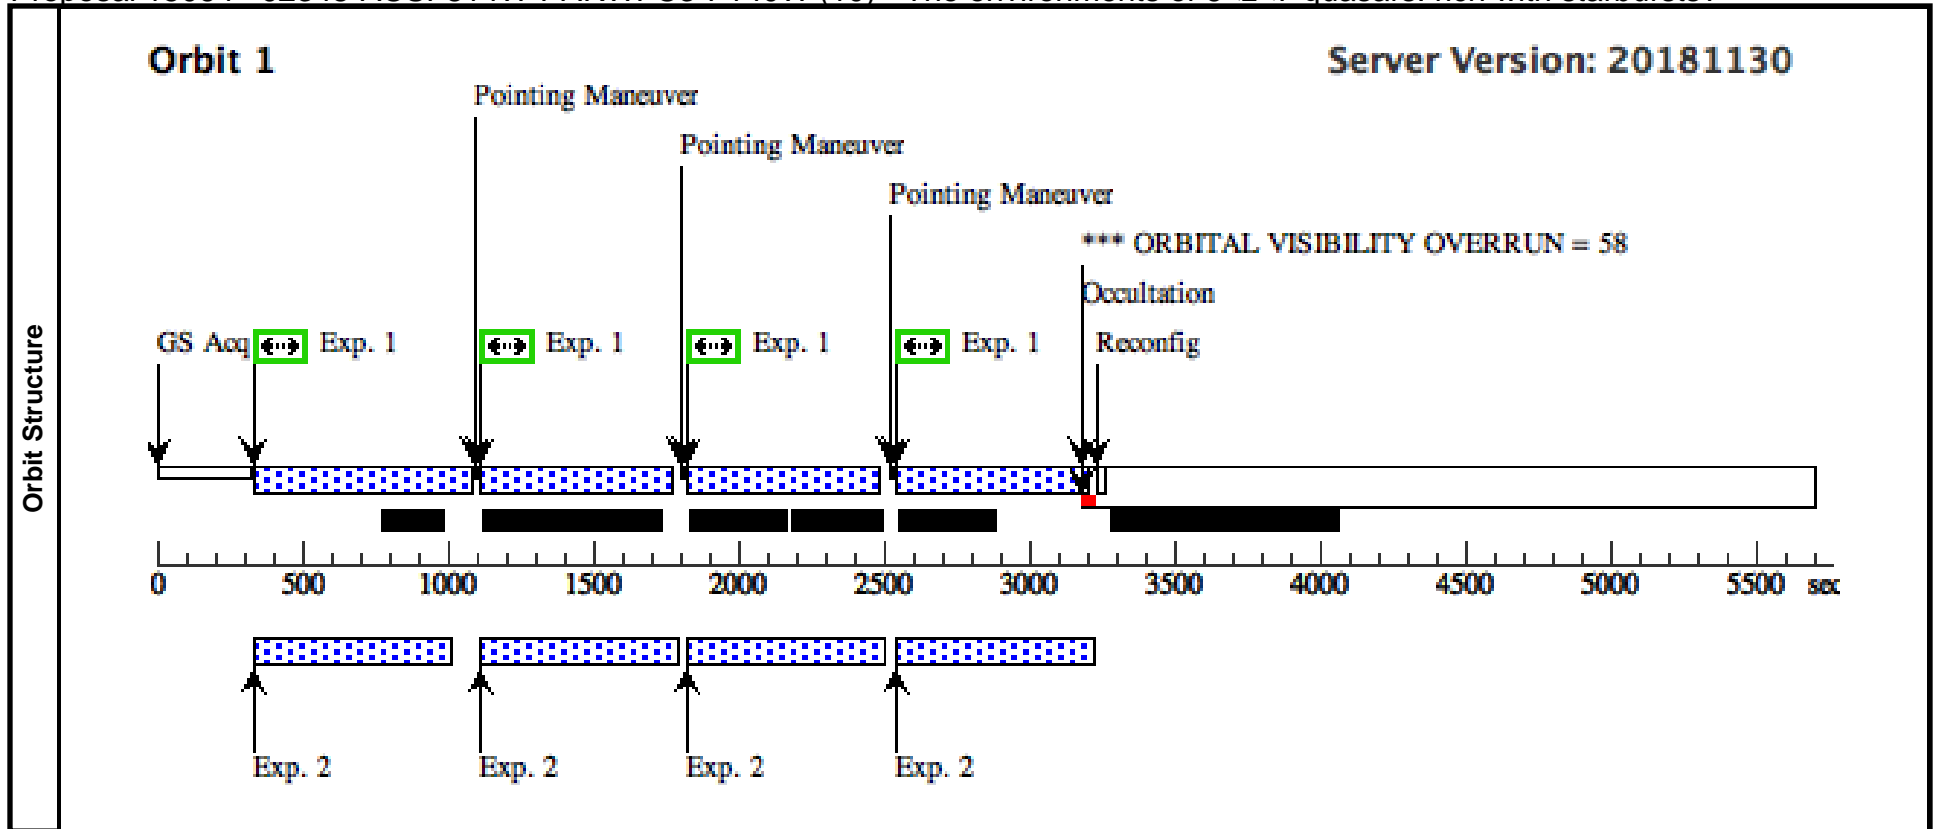 Orbit 1
Server Version: 20181130
Pointing Maneuver
Pointing Maneuver
Pointing Maneuver
*** ORBITAL VISIBILITY OVERRUN = 58
Occultation
GS Acq Exp. 1 Exp. 1 Exp. 1 Exp. 1 Reconfig
Orbit Structure
0 500 1000 1500 2000 2500 3000 3500 4000 4500 5000 5500 sec
Exp. 2 Exp. 2 Exp. 2 Exp. 2